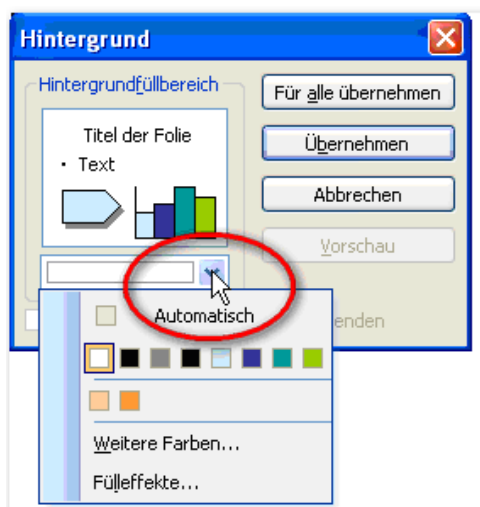 Hintergrund
Hintergrundfüllbereich
Für alle übernehmen
Titel der Folie
• Text
Übernehmen
Abbrechen
Vorschau
Automatisch
enden
Weitere Farben...
Fülleffekte...